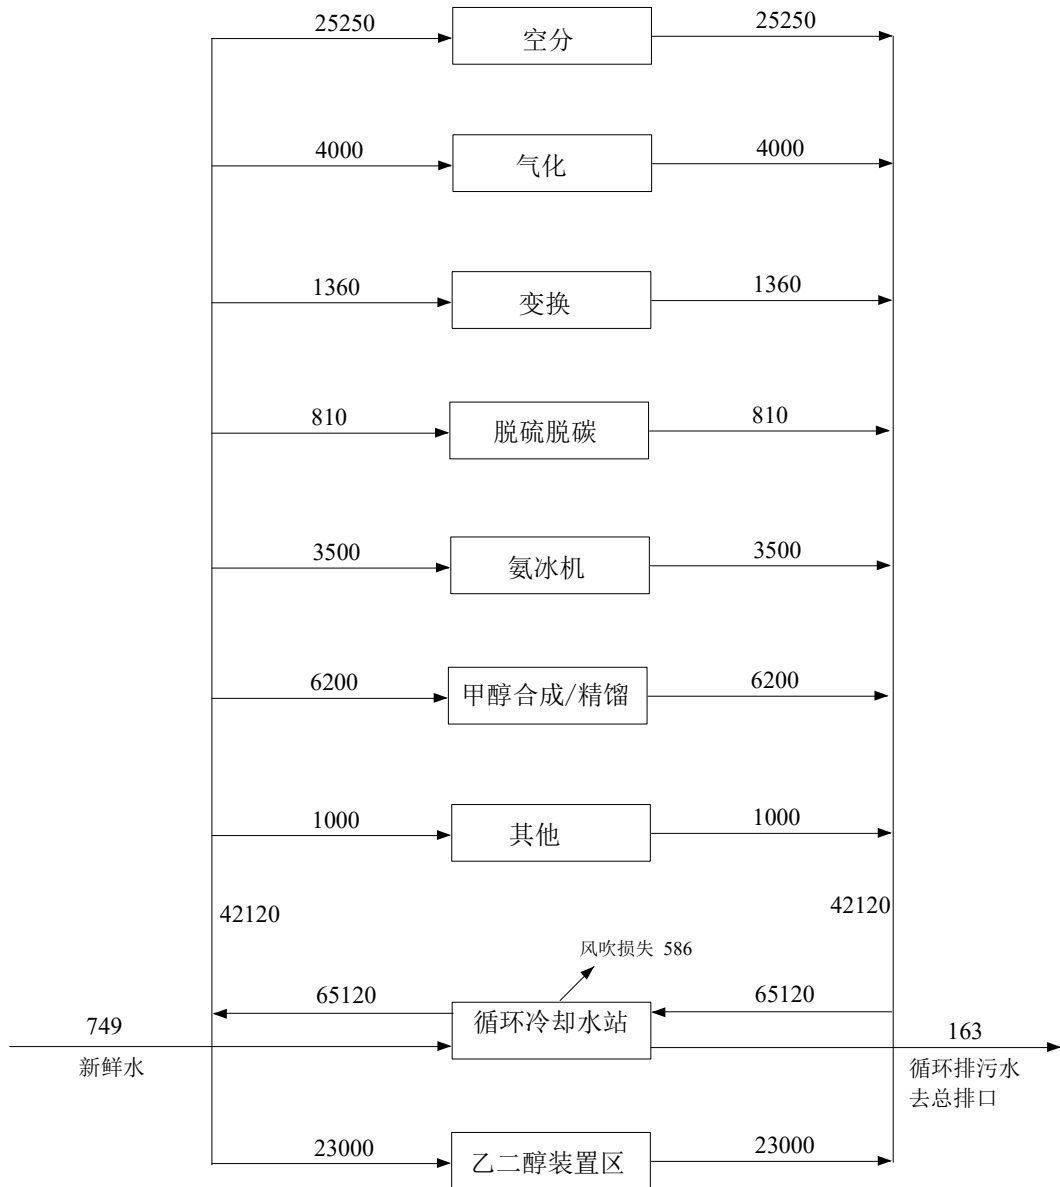 25250
空分
25250
4000
气化
4000
1360
变换
1360
810
脱硫脱碳
810
3500
氨冰机
3500
6200
甲醇合成/精馏
6200
1000
其他
1000
42120
42120
风吹损失 586
65120
循环冷却水站
65120
749
新鲜水
163
循环排污水
去总排口
23000
乙二醇装置区
23000